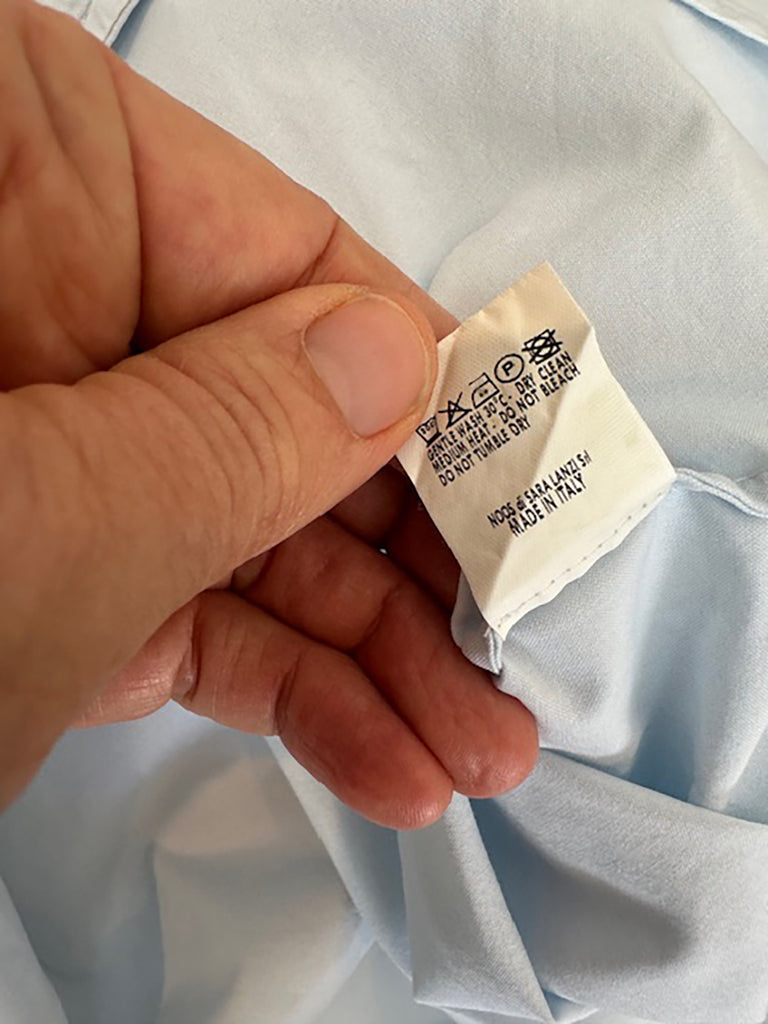 30°
P
GENTLE WASH 30°C - DRY CLEAN
MEDIUM HEAT - DO NOT BLEACH
DO NOT TUMBLE DRY
NOOS di SARA LANZI Srl
MADE IN ITALY